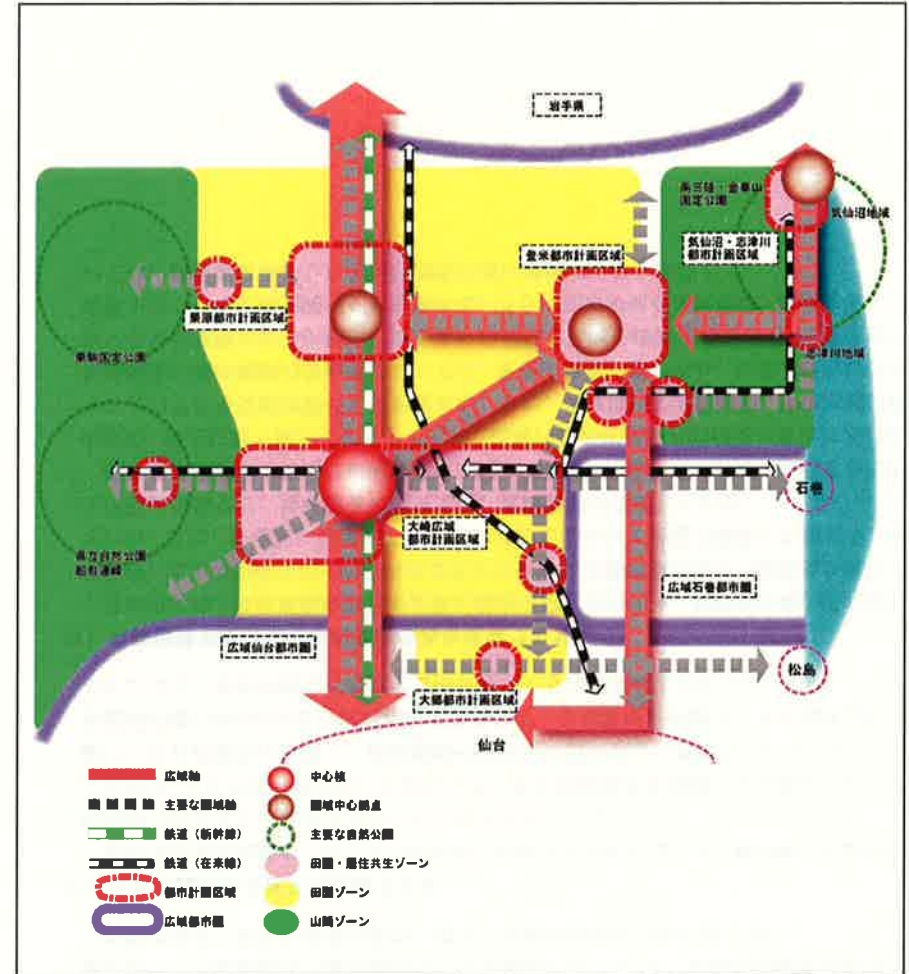 岩手県
南三陸・金華山
国定公園
気仙沼地域
気仙沼・志津川
都市計画区域
登米都市計画区域
栗原都市計画区域
栗駒国定公園
志津川地域
石巻
大崎広域
都市計画区域
県立自然公園
船形連峰
広域石巻都市圏
広域仙台都市圏
松島
大郷都市計画区域
仙台
広域軸
中心核
主要な圏域軸
圏域中心拠点
鉄道（新幹線）
主要な自然公園
鉄道（在来線）
田園・居住共生ゾーン
都市計画区域
田園ゾーン
広域都市圏
山間ゾーン